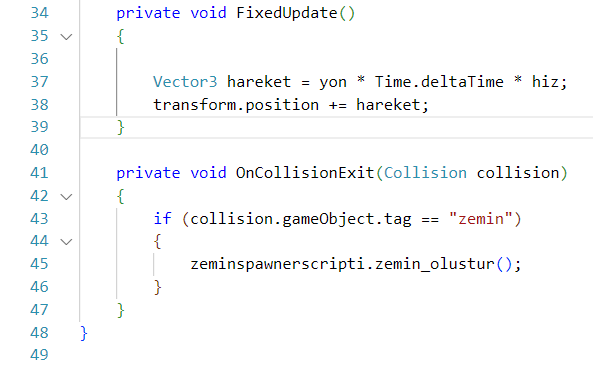 34 private void FixedUpdate()
35 {
36
37 Vector3 hareket = yon * Time.deltaTime * hiz;
38 transform.position += hareket;
39 }
40
41 private void OnCollisionExit(Collision collision)
42 {
43 if (collision.gameObject.tag == "zemin")
44 {
45 zeminspawnerscripti.zemin_olustur();
46 }
47 }
48 }
49